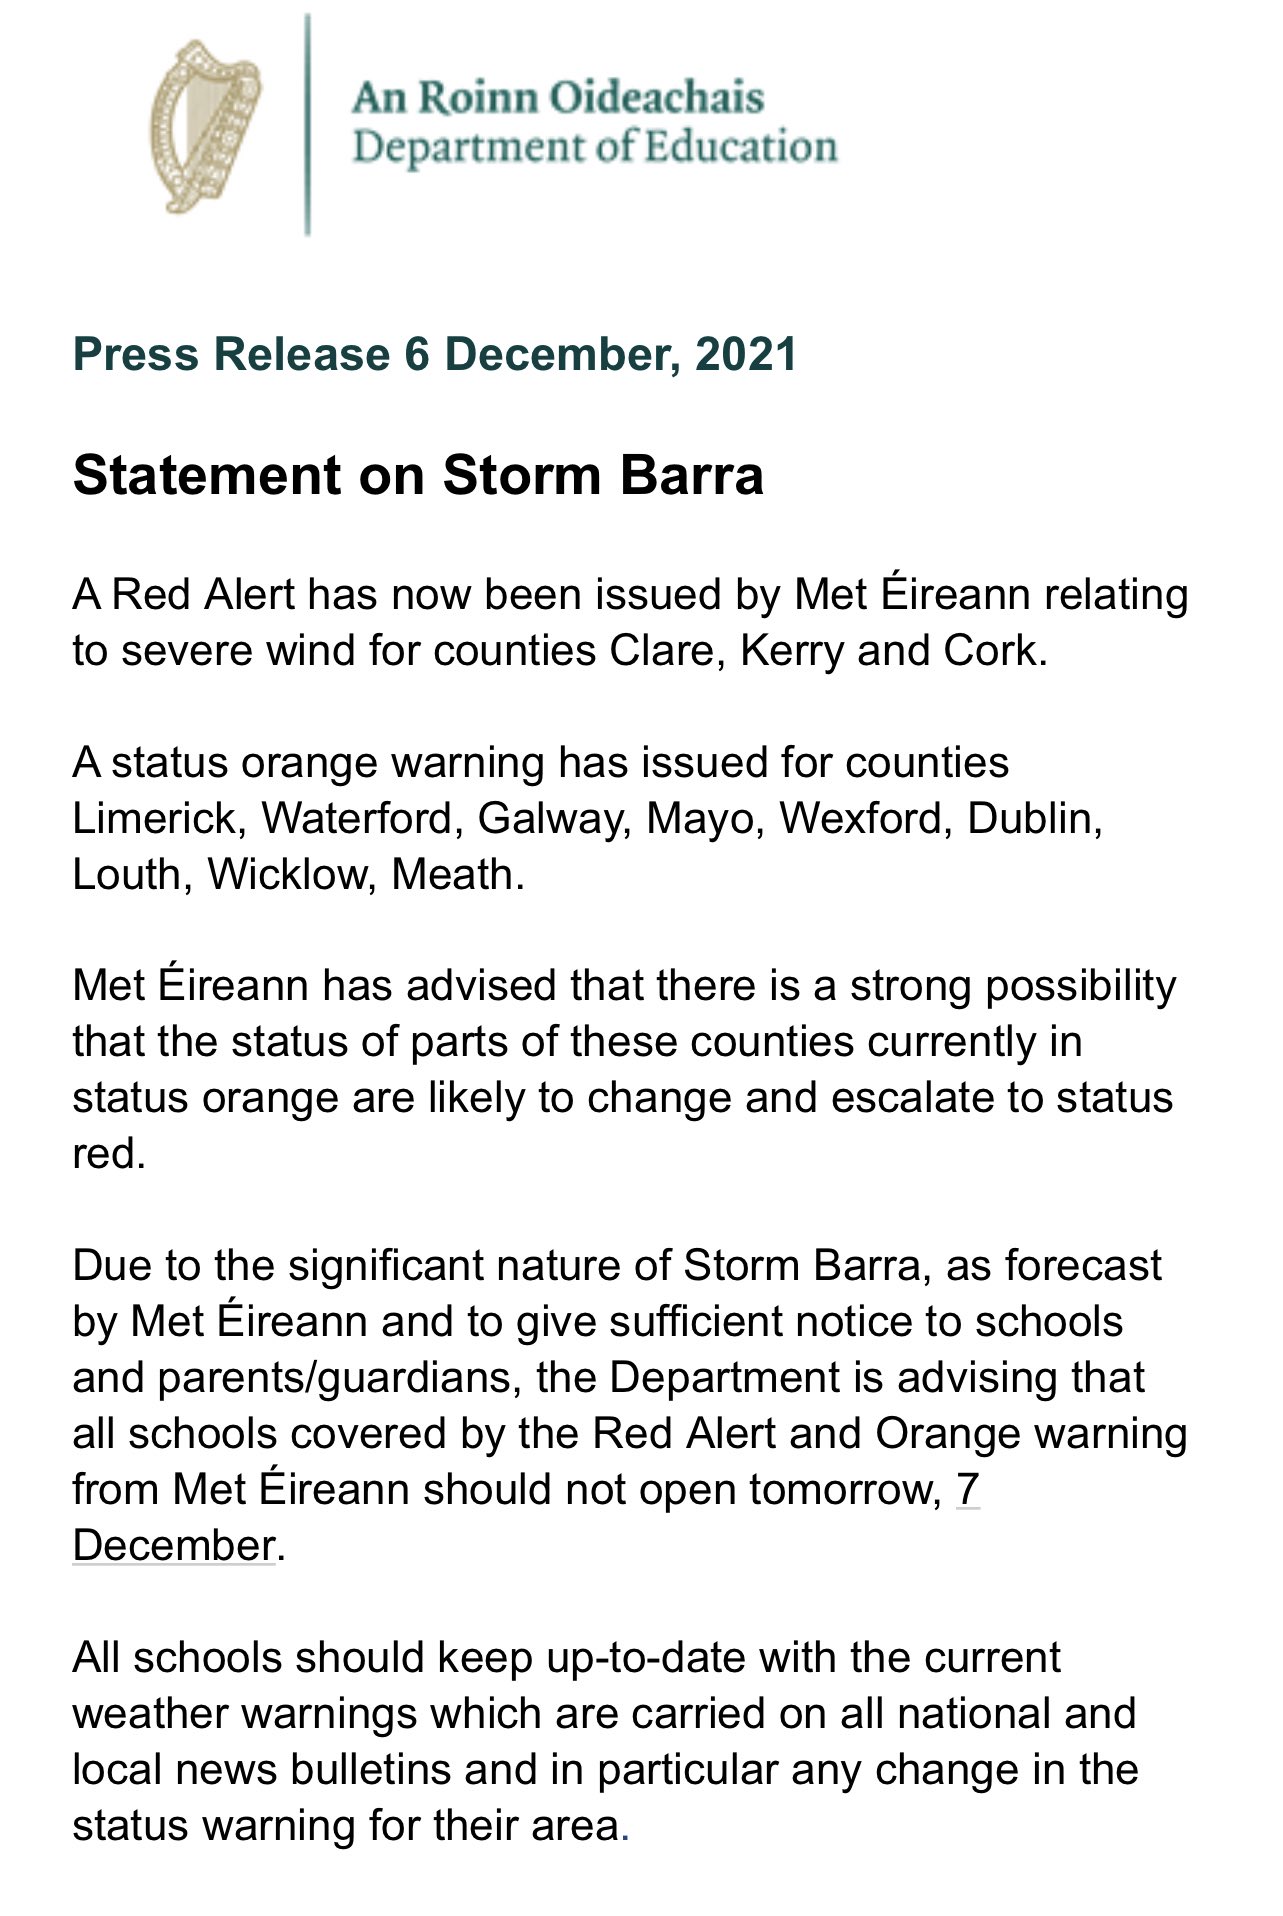 An Roinn Oideachais
Department of Education
Press Release 6 December, 2021
Statement on Storm Barra
A Red Alert has now been issued by Met Éireann relating
to severe wind for counties Clare, Kerry and Cork.
A status orange warning has issued for counties
Limerick, Waterford, Galway, Mayo, Wexford, Dublin,
Louth, Wicklow, Meath.
Met Éireann has advised that there is a strong possibility
that the status of parts of these counties currently in
status orange are likely to change and escalate to status
red.
Due to the significant nature of Storm Barra, as forecast
by Met Éireann and to give sufficient notice to schools
and parents/guardians, the Department is advising that
all schools covered by the Red Alert and Orange warning
from Met Éireann should not open tomorrow, 7
December.
All schools should keep up-to-date with the current
weather warnings which are carried on all national and
local news bulletins and in particular any change in the
status warning for their area.